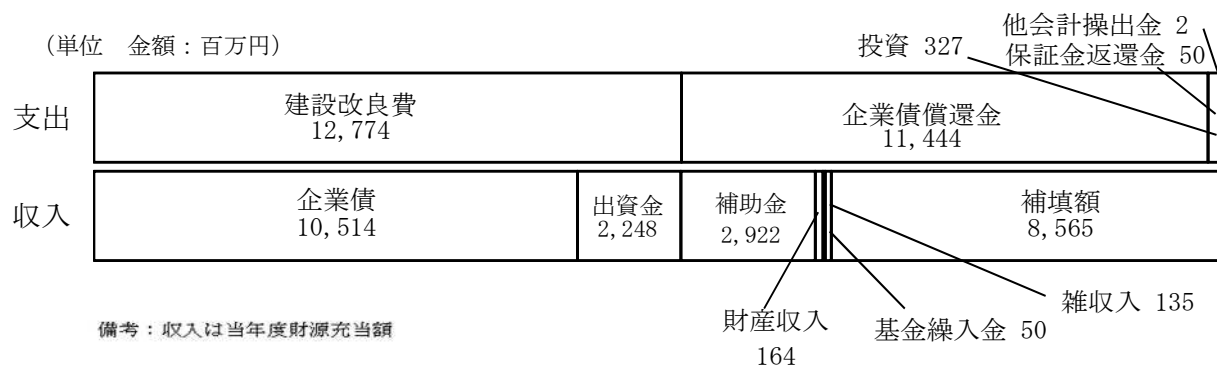 (単位 金額:百万円)
他会計操出金 2
投資 327
保証金返還金 50
支出
建設改良費
12,774
企業債償還金
11,444
収入
企業債
10,514
出資金
2,248
補助金
2,922
補填額
8,565
財産収入
164
基金繰入金 50
雑収入 135
備考:収入は当年度財源充当額